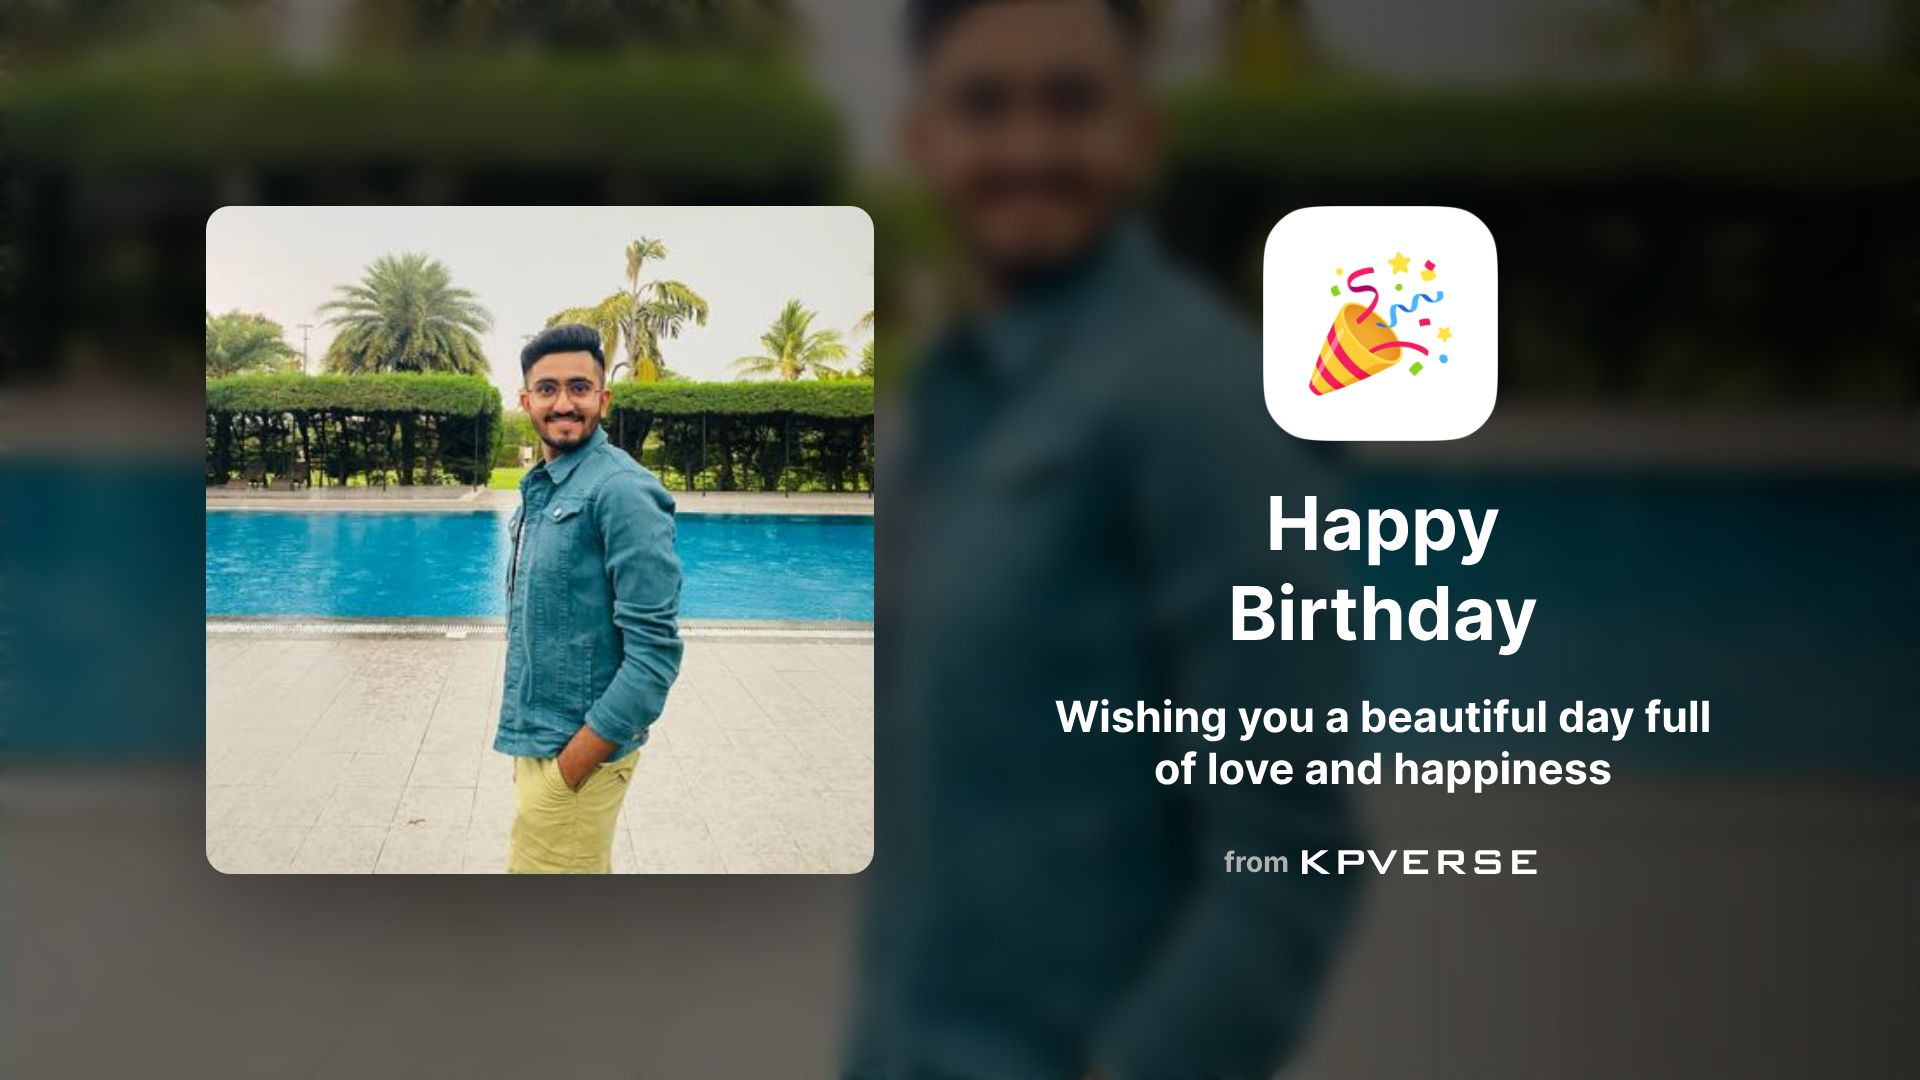 Happy
Birthday
Wishing you a beautiful day full
of love and happiness
from KPVERSE